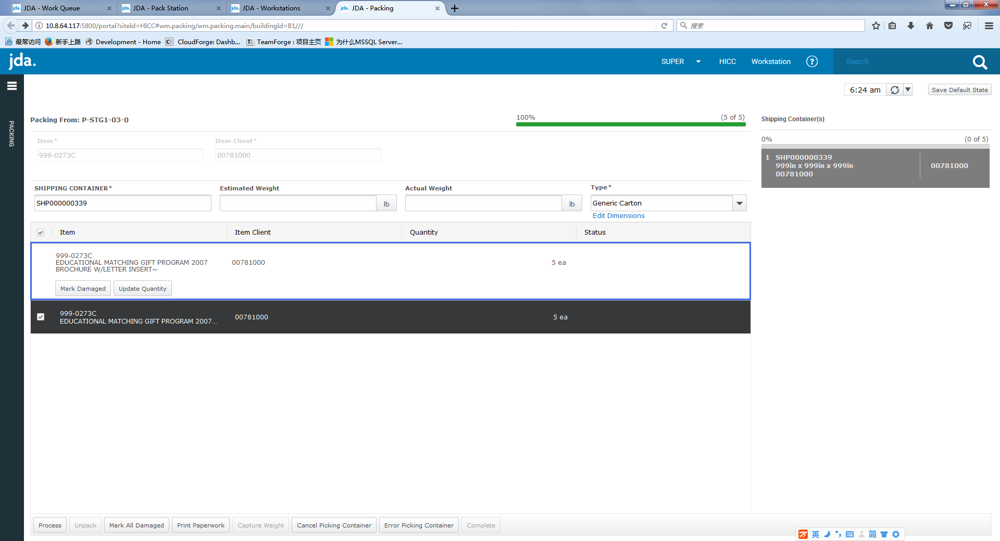 jda. JDA - Work Queue
jda. JDA - Pack Station
jda. JDA - Workstations
jda. JDA - Packing
10.8.64.117:5800/portal?siteId=HICC#wm.packing/wm.packing.main/buildingId=B1///
搜索
最常访问 新手上路 Development - Home CF CloudForge: Dashb... TF TeamForge : 项目主页 为什么MSSQL Server...
jda.
SUPER
HICC
Workstation
?
Search
PACKING
6:24 am
Save Default State
Packing From: P-STG1-03-0
100%
(5 of 5)
Item*
Item Client*
999-0273C
00781000
SHIPPING CONTAINER*
Estimated Weight
Actual Weight
Type*
SHP000000339
lb
lb
Generic Carton
Edit Dimensions
Item
Item Client
Quantity
Status
999-0273C
EDUCATIONAL MATCHING GIFT PROGRAM 2007
BROCHURE W/LETTER INSERT~
00781000
5 ea
Mark Damaged
Update Quantity
999-0273C
EDUCATIONAL MATCHING GIFT PROGRAM 2007...
00781000
5 ea
Shipping Container(s)
0%
(0 of 5)
1 SHP000000339
999in x 999in x 999in
00781000
00781000
Process
Unpack
Mark All Damaged
Print Paperwork
Capture Weight
Cancel Picking Container
Error Picking Container
Complete
英
简